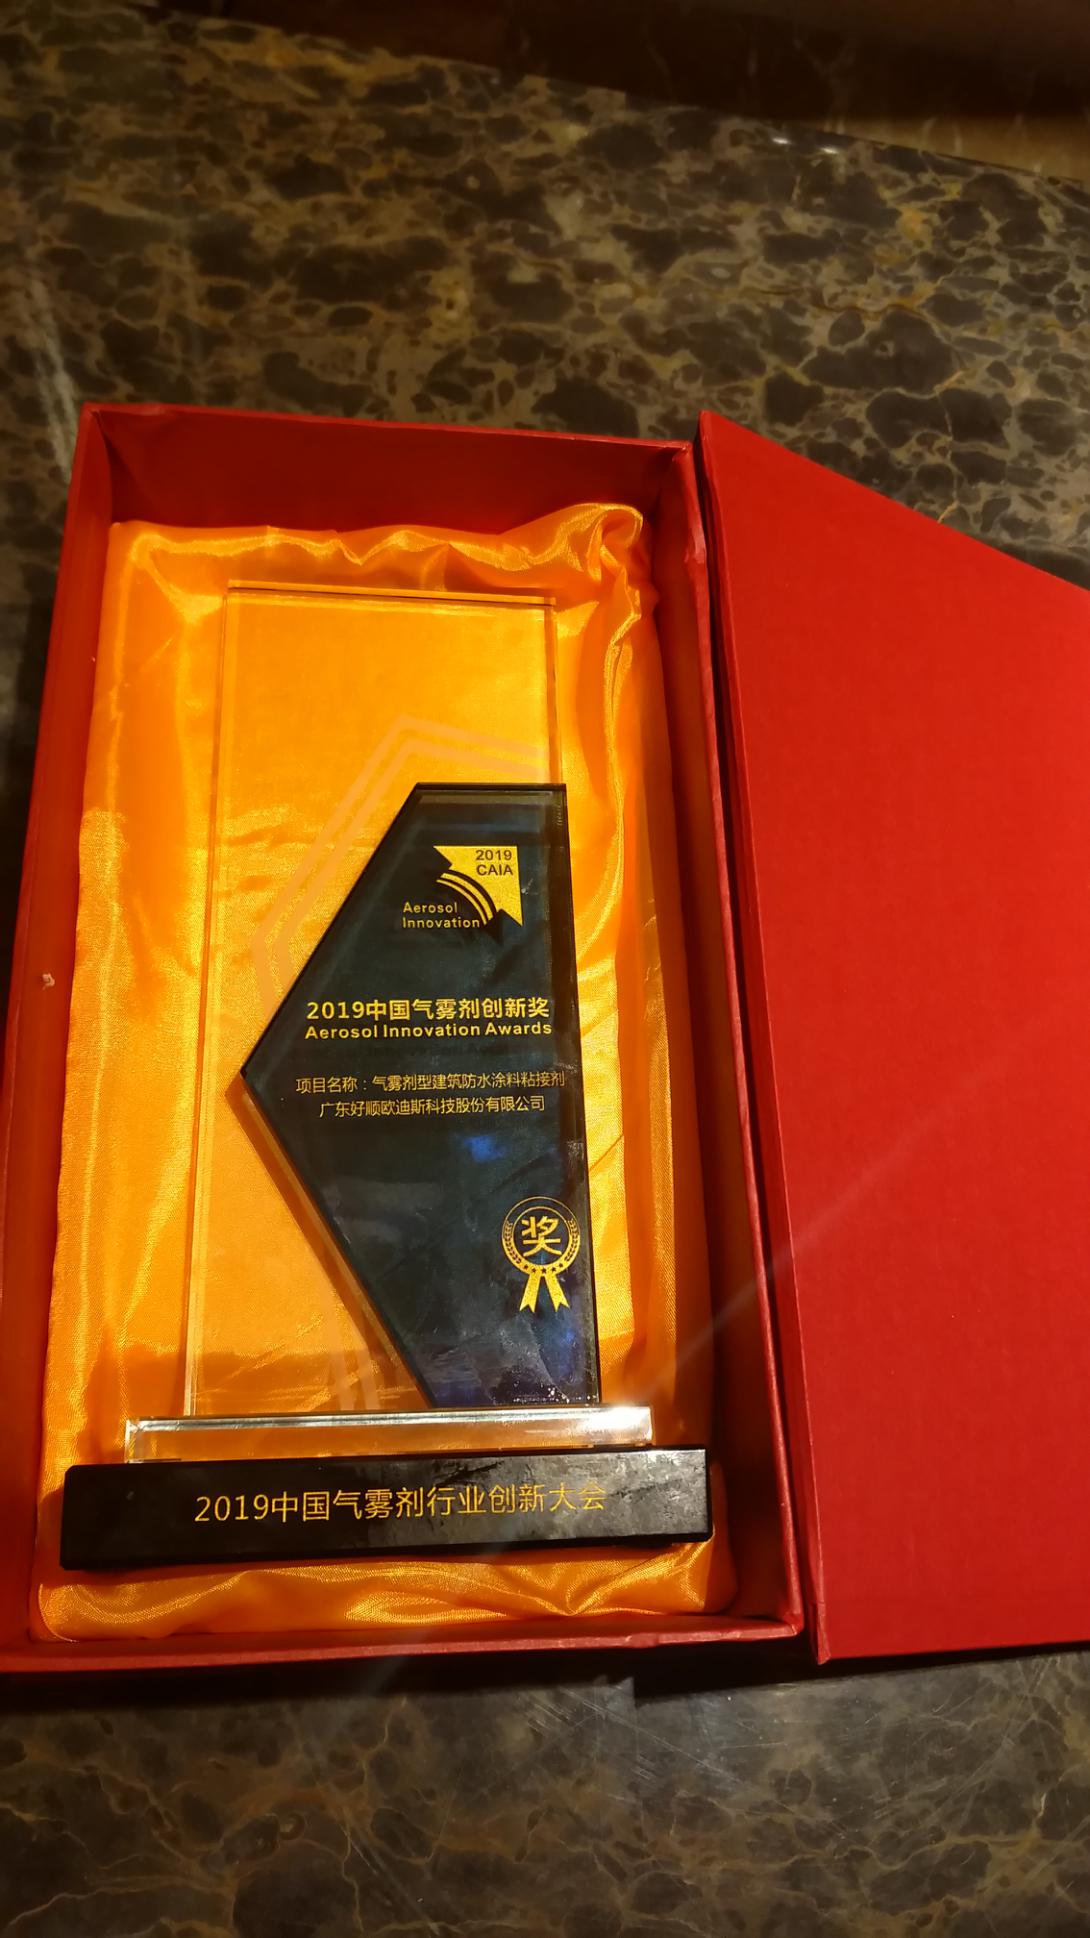 2019
CAIA
Aerosol
Innovation
2019中国气雾剂创新奖
Aerosol Innovation Awards
项目名称：气雾剂型建筑防水涂料粘接剂
广东好顺欧迪斯科技股份有限公司
奖
2019中国气雾剂行业创新大会